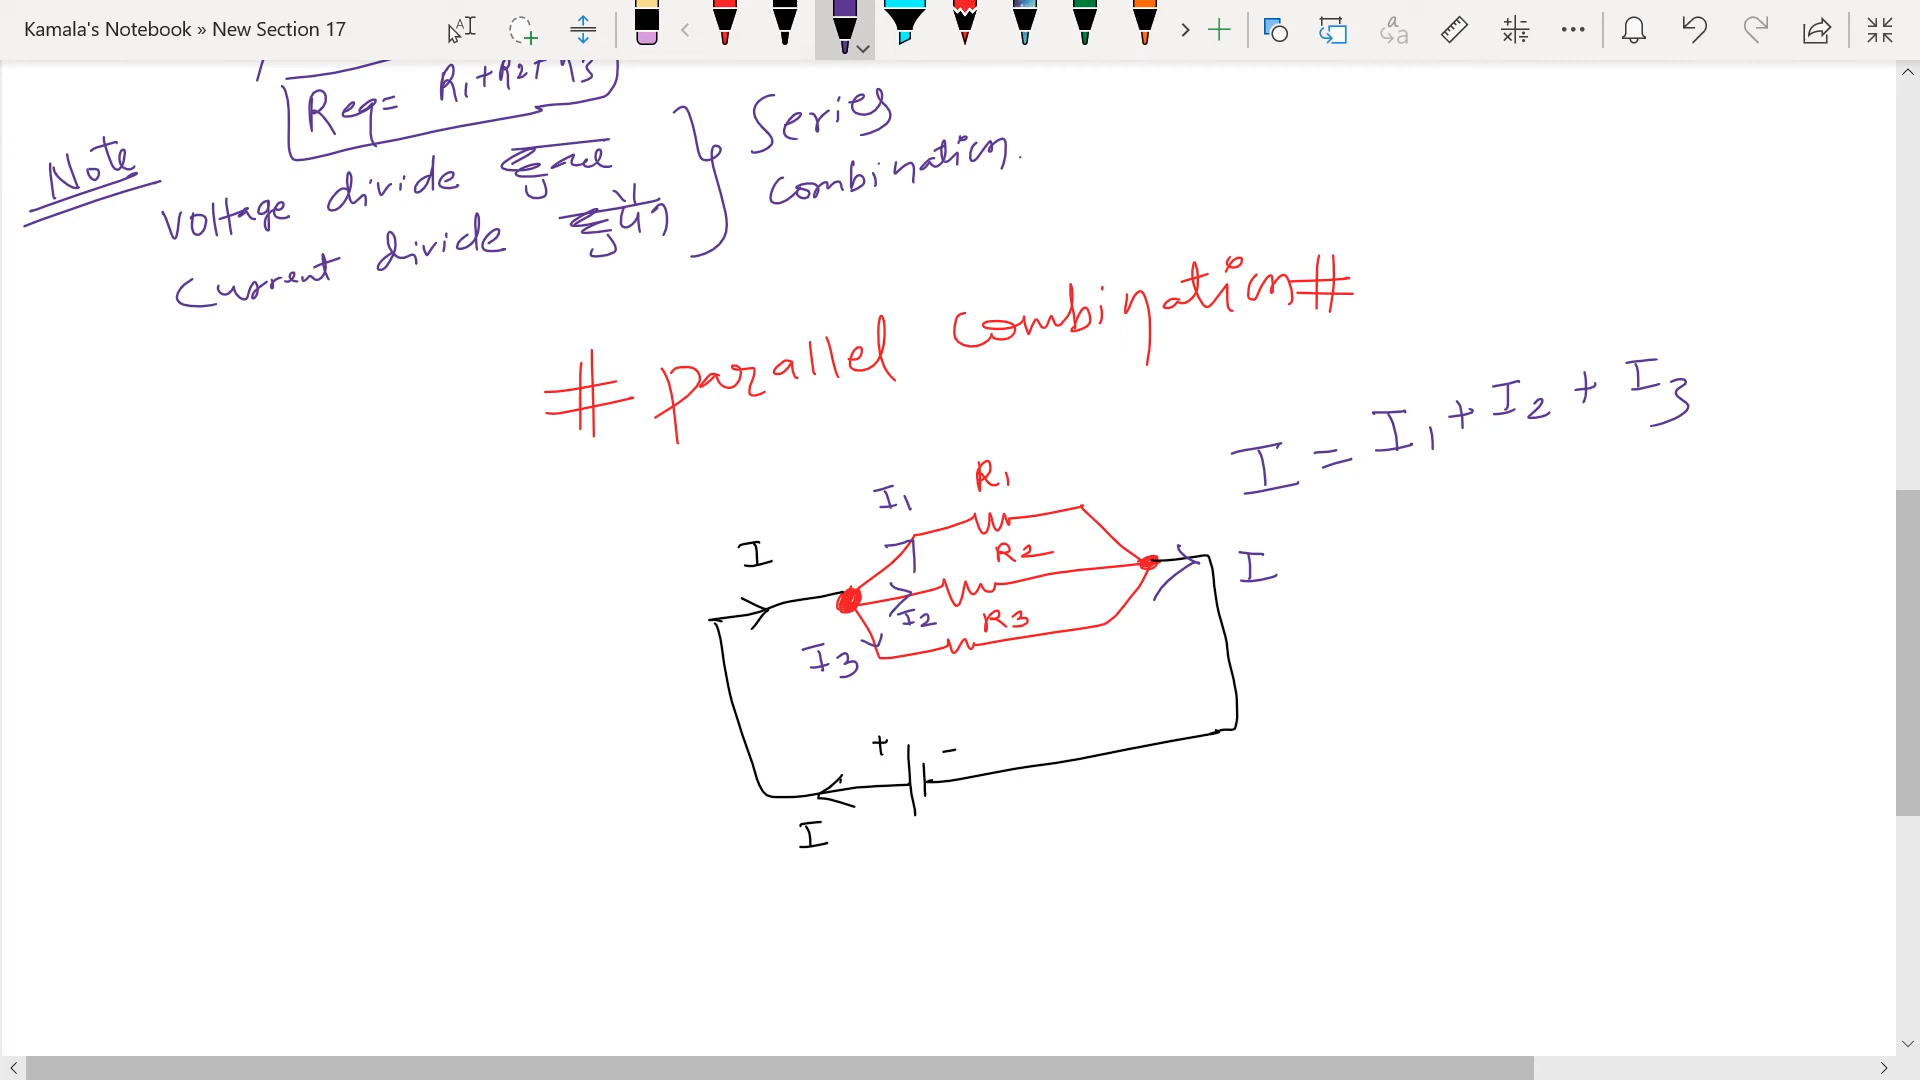 Kamala's Notebook » New Section 17
Req= R1+R2+
Note
Voltage divide
Current divide
Series
combination.
# parallel combination #
I = I1 + I2 + I3
I1
R1
I
R2
I
I2
R3
I3
+ -
I